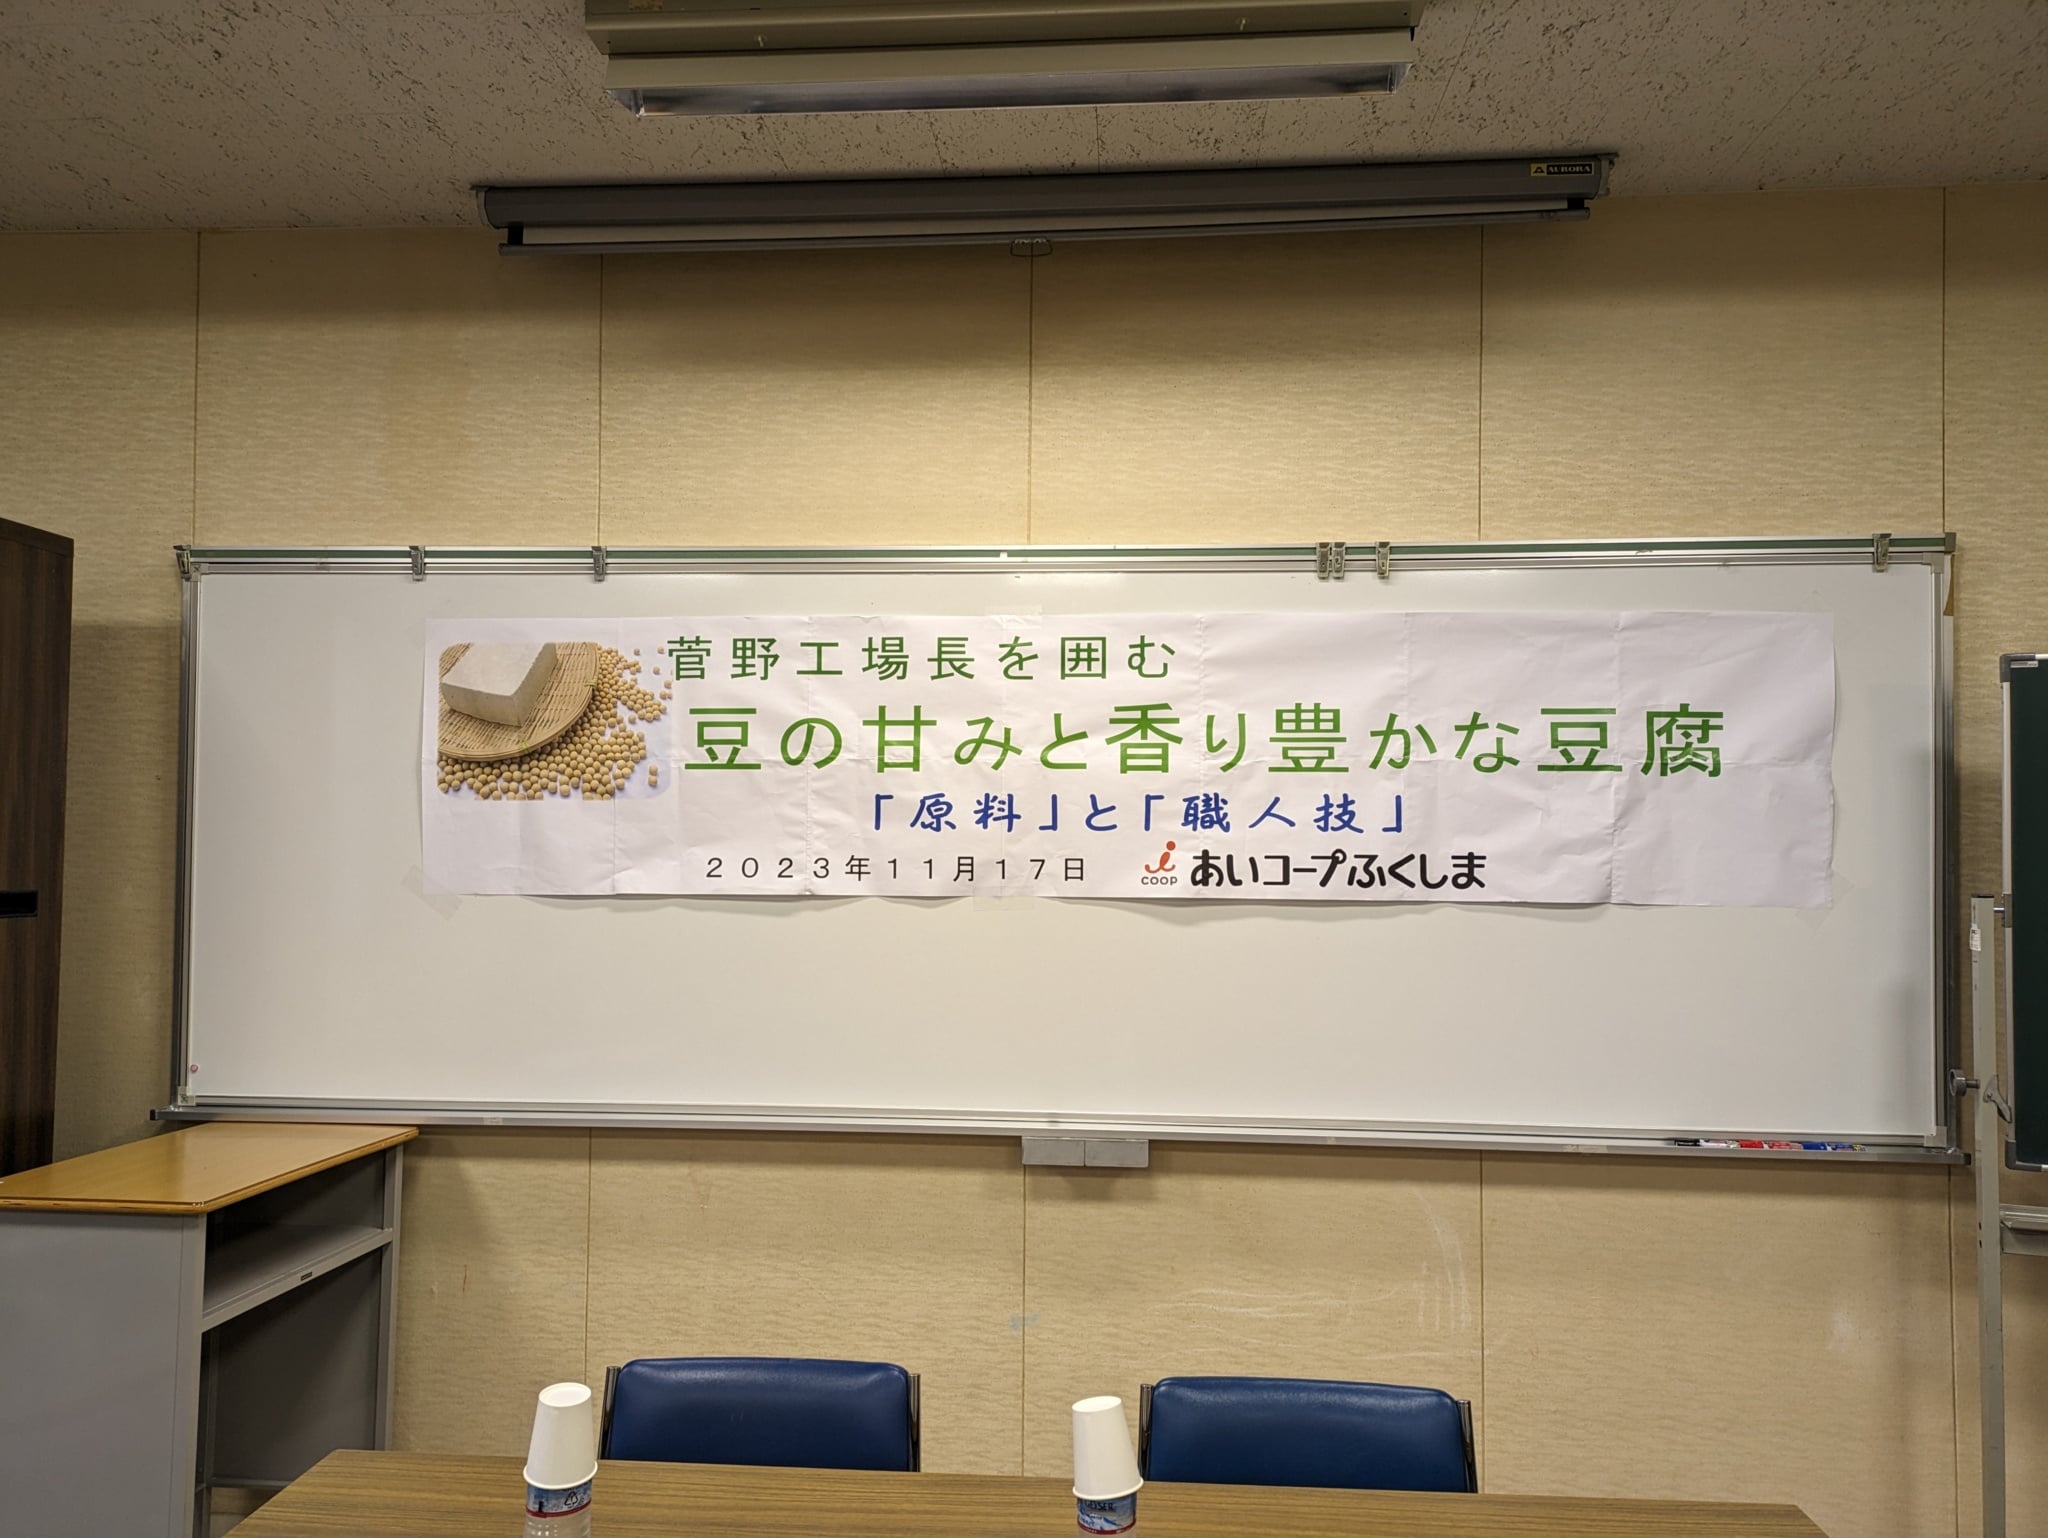 AURORA
菅野工場長を囲む
豆の甘みと香り豊かな豆腐
「原料」と「職人技」
２０２３年１１月１７日 COOP あいコープふくしま
GEYSER